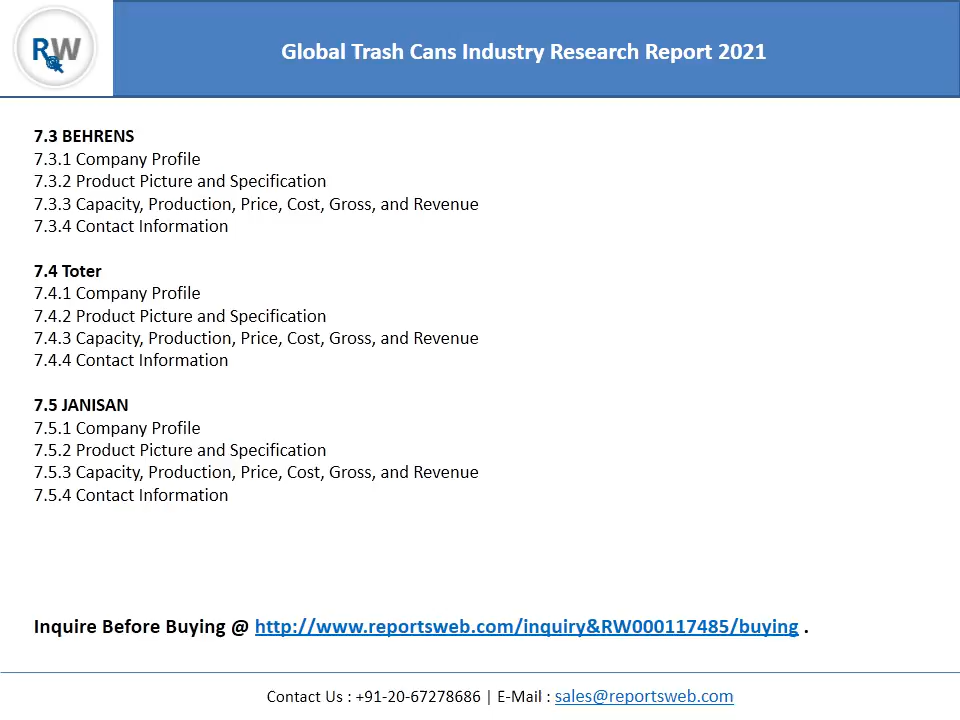 RW
Global Trash Cans Industry Research Report 2021
7.3 BEHRENS
7.3.1 Company Profile
7.3.2 Product Picture and Specification
7.3.3 Capacity, Production, Price, Cost, Gross, and Revenue
7.3.4 Contact Information
7.4 Toter
7.4.1 Company Profile
7.4.2 Product Picture and Specification
7.4.3 Capacity, Production, Price, Cost, Gross, and Revenue
7.4.4 Contact Information
7.5 JANISAN
7.5.1 Company Profile
7.5.2 Product Picture and Specification
7.5.3 Capacity, Production, Price, Cost, Gross, and Revenue
7.5.4 Contact Information
Inquire Before Buying @ http://www.reportsweb.com/inquiry&RW000117485/buying .
Contact Us : +91-20-67278686 | E-Mail : sales@reportsweb.com